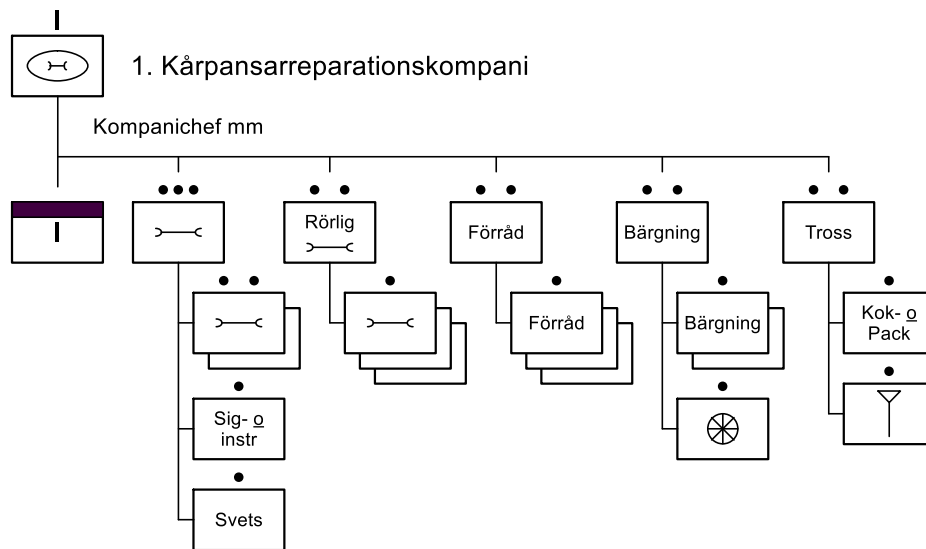 1. Kårpansarreparationskompani
Kompanichef mm
Rörlig
Förråd
Bärgning
Tross
Förråd
Bärgning
Kok- o
Pack
Sig- o
instr
Svets